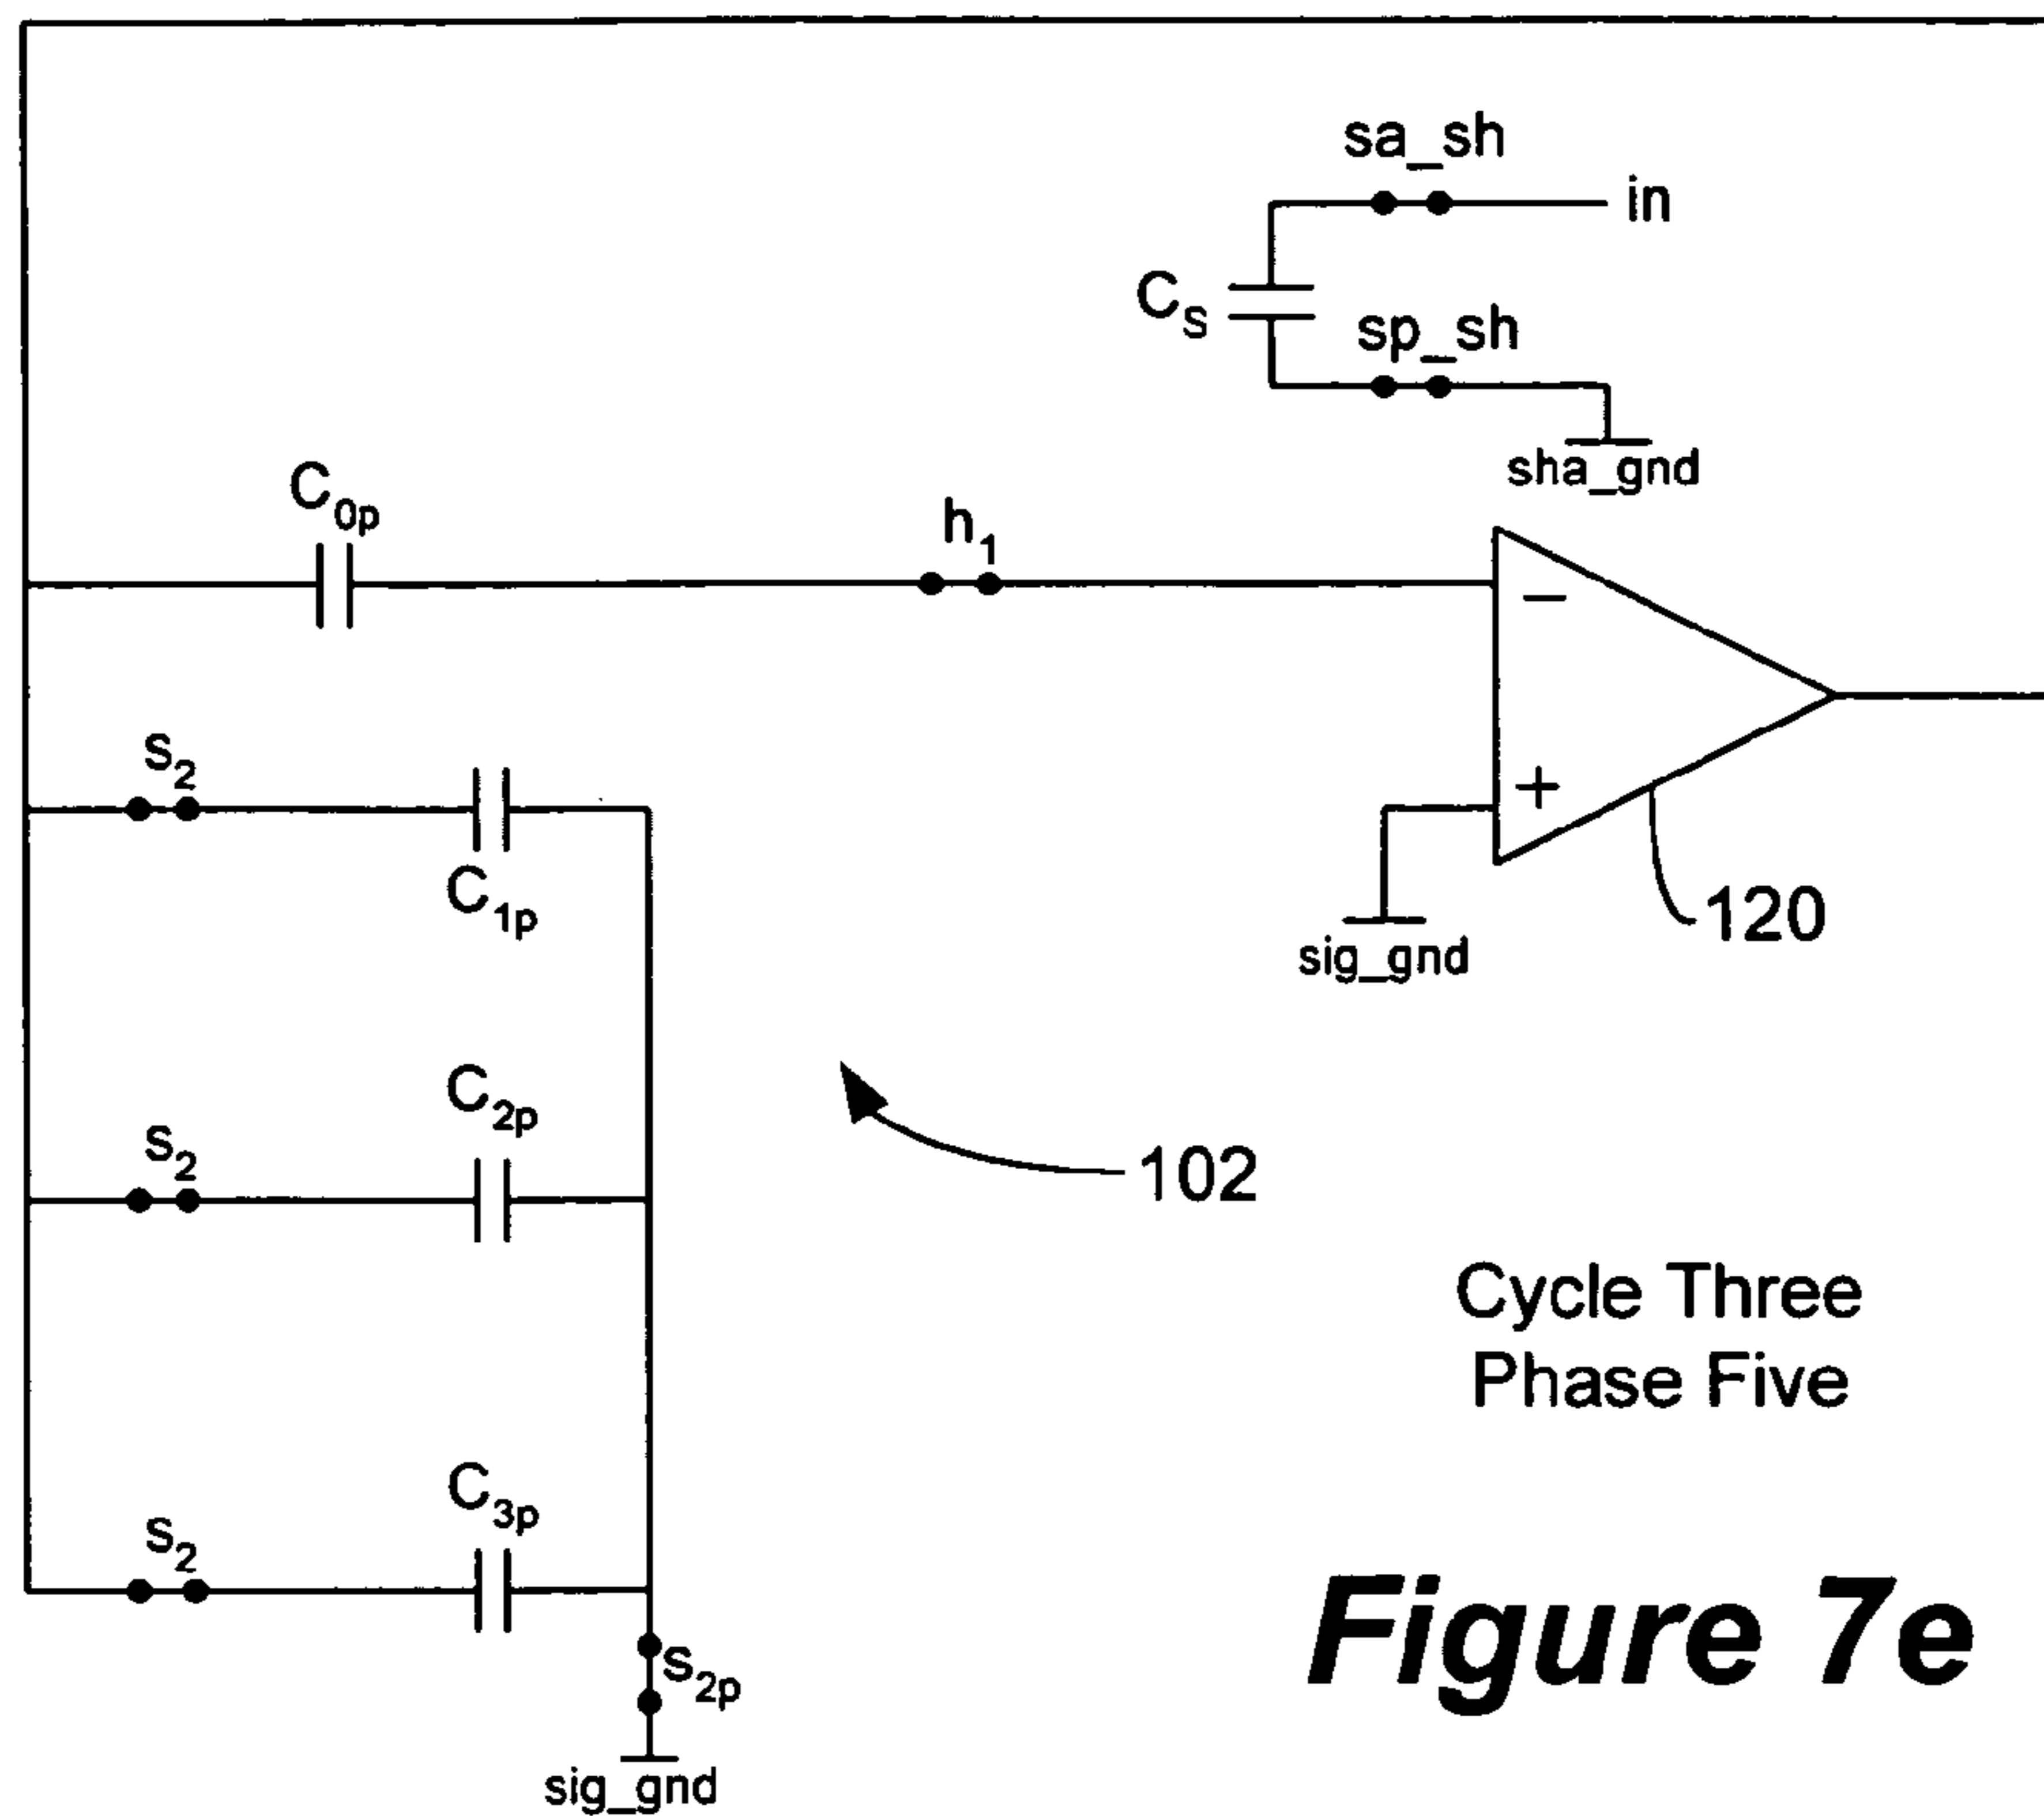 sa_sh
in
C_s
sp_sh
sha_gnd
C_0p
h_1
−
s_2
+
C_1p
120
sig_gnd
C_2p
s_2
102
Cycle Three
Phase Five
C_3p
s_2
s_2p
sig_gnd
Figure 7e